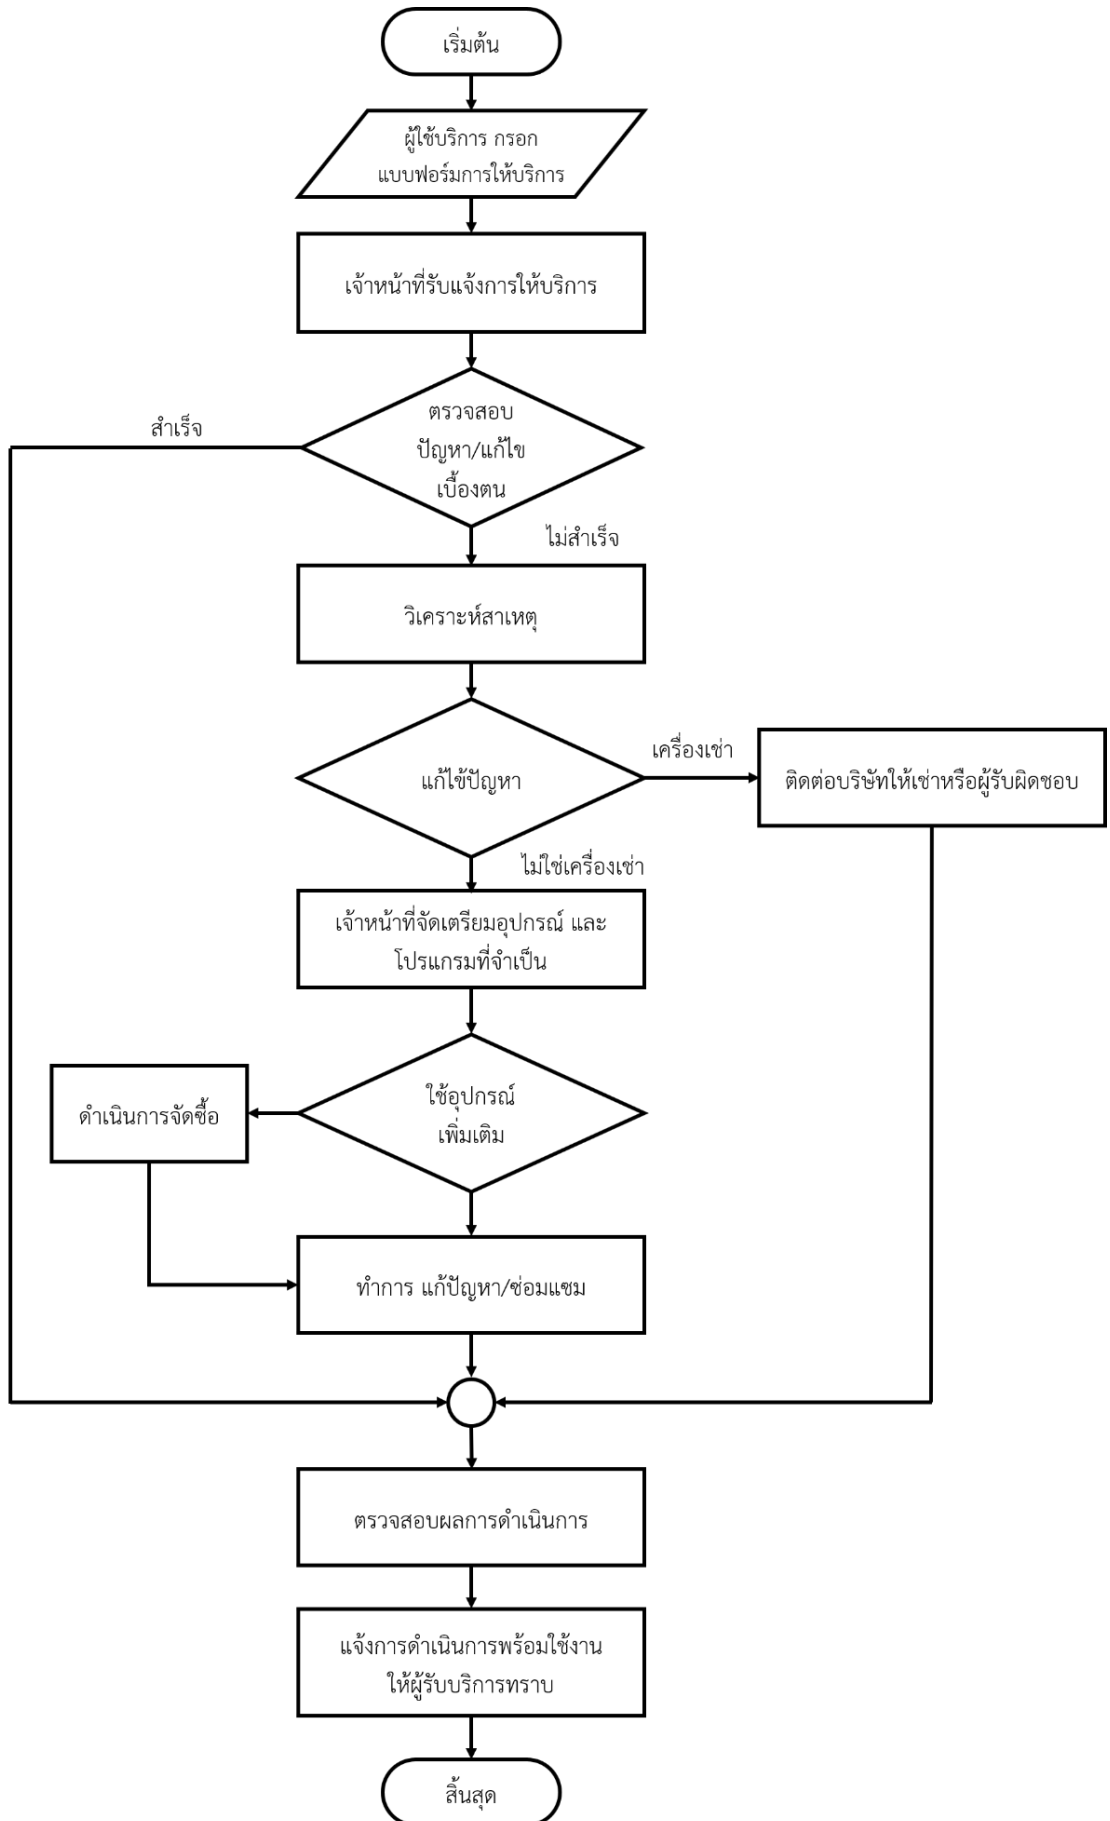 เริ่มต้น
ผู้ใช้บริการ กรอก
แบบฟอร์มการให้บริการ
เจ้าหน้าที่รับแจ้งการให้บริการ
ตรวจสอบ
ปัญหา/แก้ไข
เบื้องตน
สำเร็จ
ไม่สำเร็จ
วิเคราะห์สาเหตุ
แก้ไข้ปัญหา
เครื่องเช่า
ติดต่อบริษัทให้เช่าหรือผู้รับผิดชอบ
ไม่ใช่เครื่องเช่า
เจ้าหน้าที่จัดเตรียมอุปกรณ์ และ
โปรแกรมที่จำเป็น
ใช้อุปกรณ์
เพิ่มเติม
ดำเนินการจัดซื้อ
ทำการ แก้ปัญหา/ซ่อมแซม
ตรวจสอบผลการดำเนินการ
แจ้งการดำเนินการพร้อมใช้งาน
ให้ผู้รับบริการทราบ
สิ้นสุด